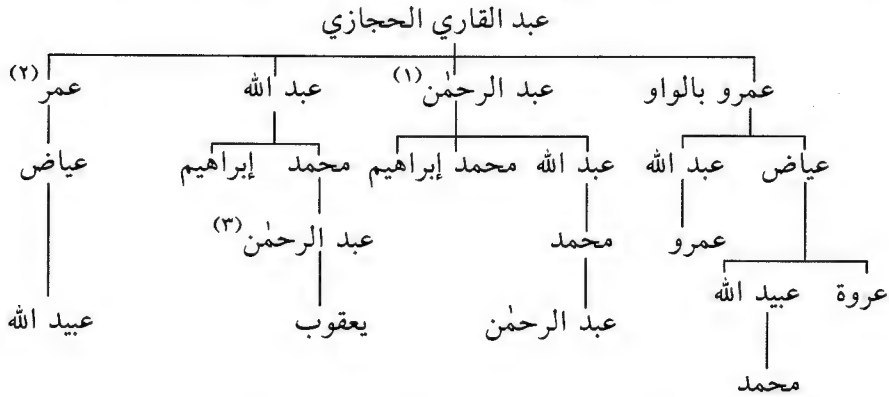 عبد القاري الحجازي
عمرو بالواو عبد الرحمٰن(١) عبد الله عمر(٢)
عياض عبد الله عبد الله محمد إبراهيم محمد إبراهيم عياض
عمرو محمد عبد الرحمٰن(٣)
عروة عبيد الله عبد الرحمٰن يعقوب عبيد الله
محمد